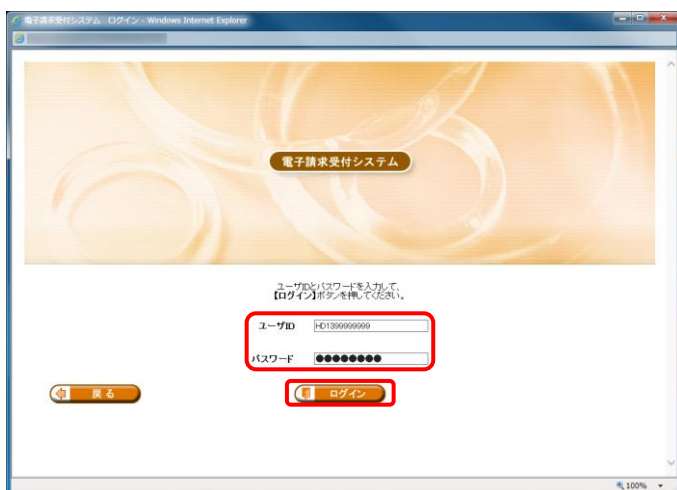 電子請求受付システム ログイン - Windows Internet Explorer
電子請求受付システム
ユーザIDとパスワードを入力して、
【ログイン】ボタンを押してください。
ユーザID HD1399999999
パスワード ●●●●●●●●
戻る ログイン
100%